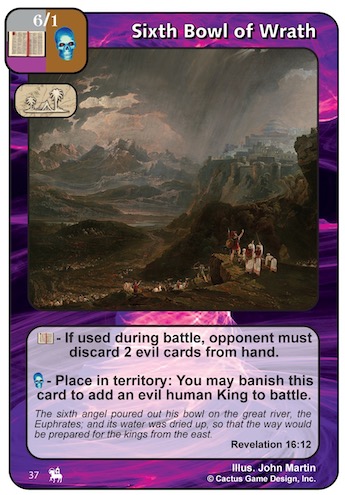 6/1
Sixth Bowl of Wrath
- If used during battle, opponent must
discard 2 evil cards from hand.
- Place in territory: You may banish this
card to add an evil human King to battle.
The sixth angel poured out his bowl on the great river, the
Euphrates; and its water was dried up, so that the way would
be prepared for the kings from the east.
Revelation 16:12
37
Illus. John Martin
© Cactus Game Design, Inc.